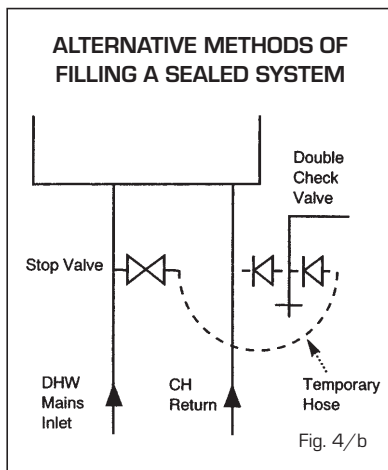 ALTERNATIVE METHODS OF
FILLING A SEALED SYSTEM
Double
Check
Valve
Stop Valve
DHW
Mains
Inlet
CH
Return
Temporary
Hose
Fig. 4/b